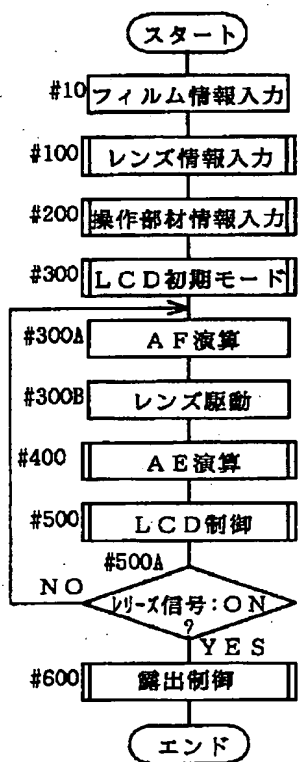 スタート
#10 フィルム情報入力
#100 レンズ情報入力
#200 操作部材情報入力
#300 LCD初期モード
#300A AF演算
#300B レンズ駆動
#400 AE演算
#500 LCD制御
#500A
NO
レリーズ信号:ON
?
YES
#600 露出制御
エンド